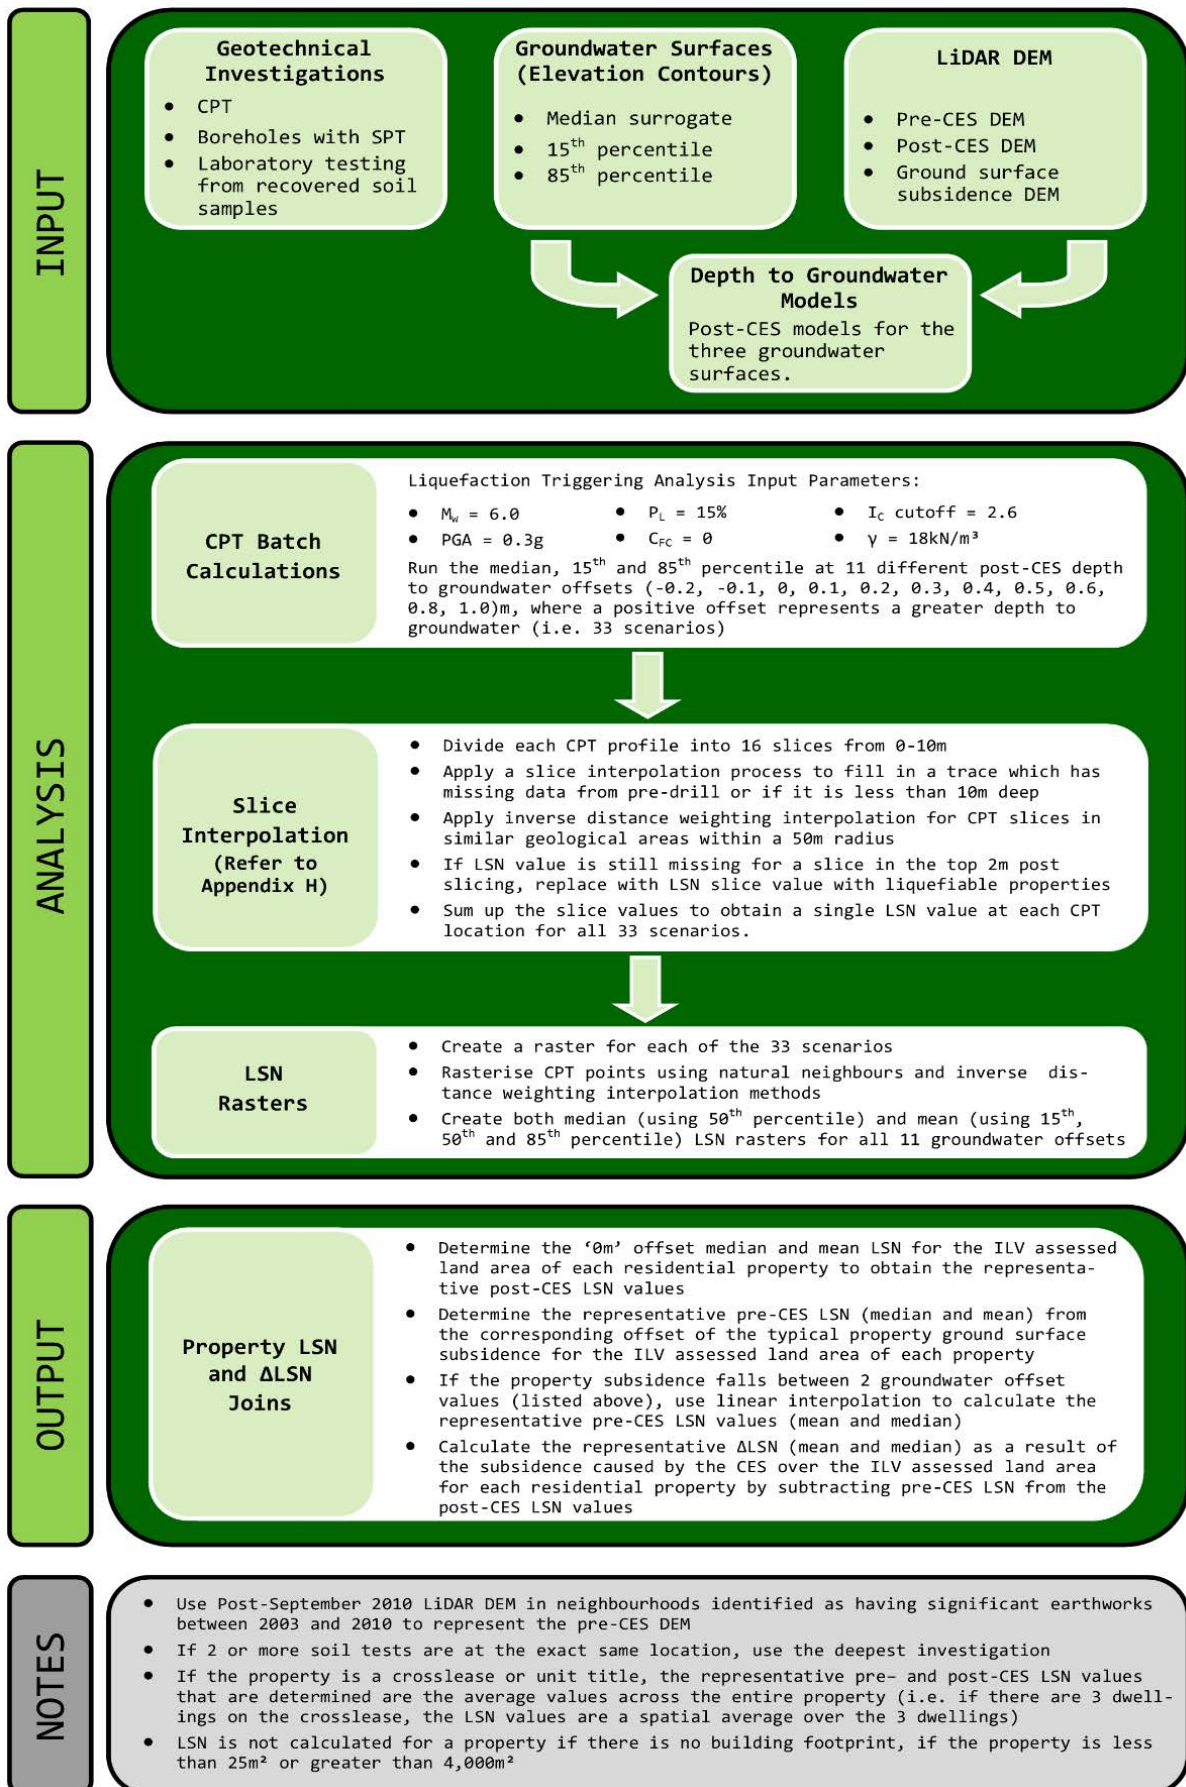 INPUT
Geotechnical
Investigations
• CPT
• Boreholes with SPT
• Laboratory testing
from recovered soil
samples
Groundwater Surfaces
(Elevation Contours)
• Median surrogate
• 15th percentile
• 85th percentile
LiDAR DEM
• Pre-CES DEM
• Post-CES DEM
• Ground surface
subsidence DEM
Depth to Groundwater
Models
Post-CES models for the
three groundwater
surfaces.
ANALYSIS
CPT Batch
Calculations
Liquefaction Triggering Analysis Input Parameters:
• Mw = 6.0 • PL = 15% • IC cutoff = 2.6
• PGA = 0.3g • CFC = 0 • γ = 18kN/m³
Run the median, 15th and 85th percentile at 11 different post-CES depth
to groundwater offsets (-0.2, -0.1, 0, 0.1, 0.2, 0.3, 0.4, 0.5, 0.6,
0.8, 1.0)m, where a positive offset represents a greater depth to
groundwater (i.e. 33 scenarios)
Slice
Interpolation
(Refer to
Appendix H)
• Divide each CPT profile into 16 slices from 0-10m
• Apply a slice interpolation process to fill in a trace which has
missing data from pre-drill or if it is less than 10m deep
• Apply inverse distance weighting interpolation for CPT slices in
similar geological areas within a 50m radius
• If LSN value is still missing for a slice in the top 2m post
slicing, replace with LSN slice value with liquefiable properties
• Sum up the slice values to obtain a single LSN value at each CPT
location for all 33 scenarios.
LSN
Rasters
• Create a raster for each of the 33 scenarios
• Rasterise CPT points using natural neighbours and inverse dis-
tance weighting interpolation methods
• Create both median (using 50th percentile) and mean (using 15th,
50th and 85th percentile) LSN rasters for all 11 groundwater offsets
OUTPUT
Property LSN
and ΔLSN
Joins
• Determine the ‘0m’ offset median and mean LSN for the ILV assessed
land area of each residential property to obtain the representa-
tive post-CES LSN values
• Determine the representative pre-CES LSN (median and mean) from
the corresponding offset of the typical property ground surface
subsidence for the ILV assessed land area of each property
• If the property subsidence falls between 2 groundwater offset
values (listed above), use linear interpolation to calculate the
representative pre-CES LSN values (mean and median)
• Calculate the representative ΔLSN (mean and median) as a result of
the subsidence caused by the CES over the ILV assessed land area
for each residential property by subtracting pre-CES LSN from the
post-CES LSN values
NOTES
• Use Post-September 2010 LiDAR DEM in neighbourhoods identified as having significant earthworks
between 2003 and 2010 to represent the pre-CES DEM
• If 2 or more soil tests are at the exact same location, use the deepest investigation
• If the property is a crosslease or unit title, the representative pre– and post-CES LSN values
that are determined are the average values across the entire property (i.e. if there are 3 dwell-
ings on the crosslease, the LSN values are a spatial average over the 3 dwellings)
• LSN is not calculated for a property if there is no building footprint, if the property is less
than 25m² or greater than 4,000m²